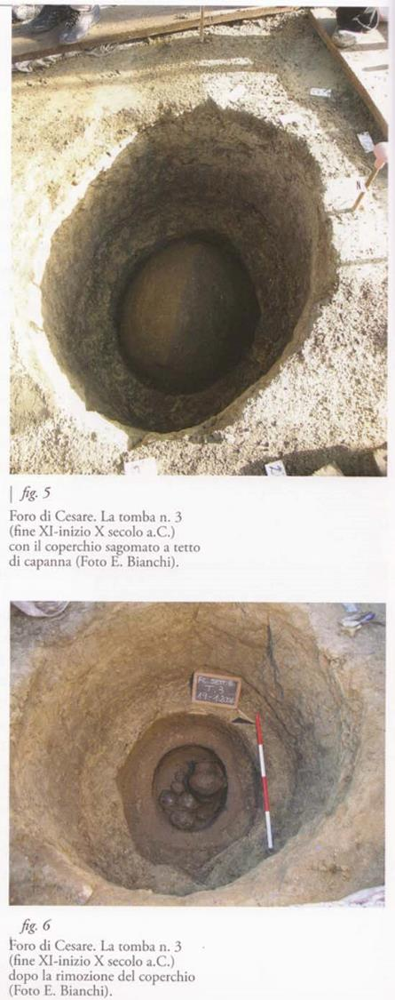 fig. 5
Foro di Cesare. La tomba n. 3
(fine XI-inizio X secolo a.C.)
con il coperchio sagomato a tetto
di capanna (Foto E. Bianchi).
T. 3
fig. 6
Foro di Cesare. La tomba n. 3
(fine XI-inizio X secolo a.C.)
dopo la rimozione del coperchio
(Foto E. Bianchi).